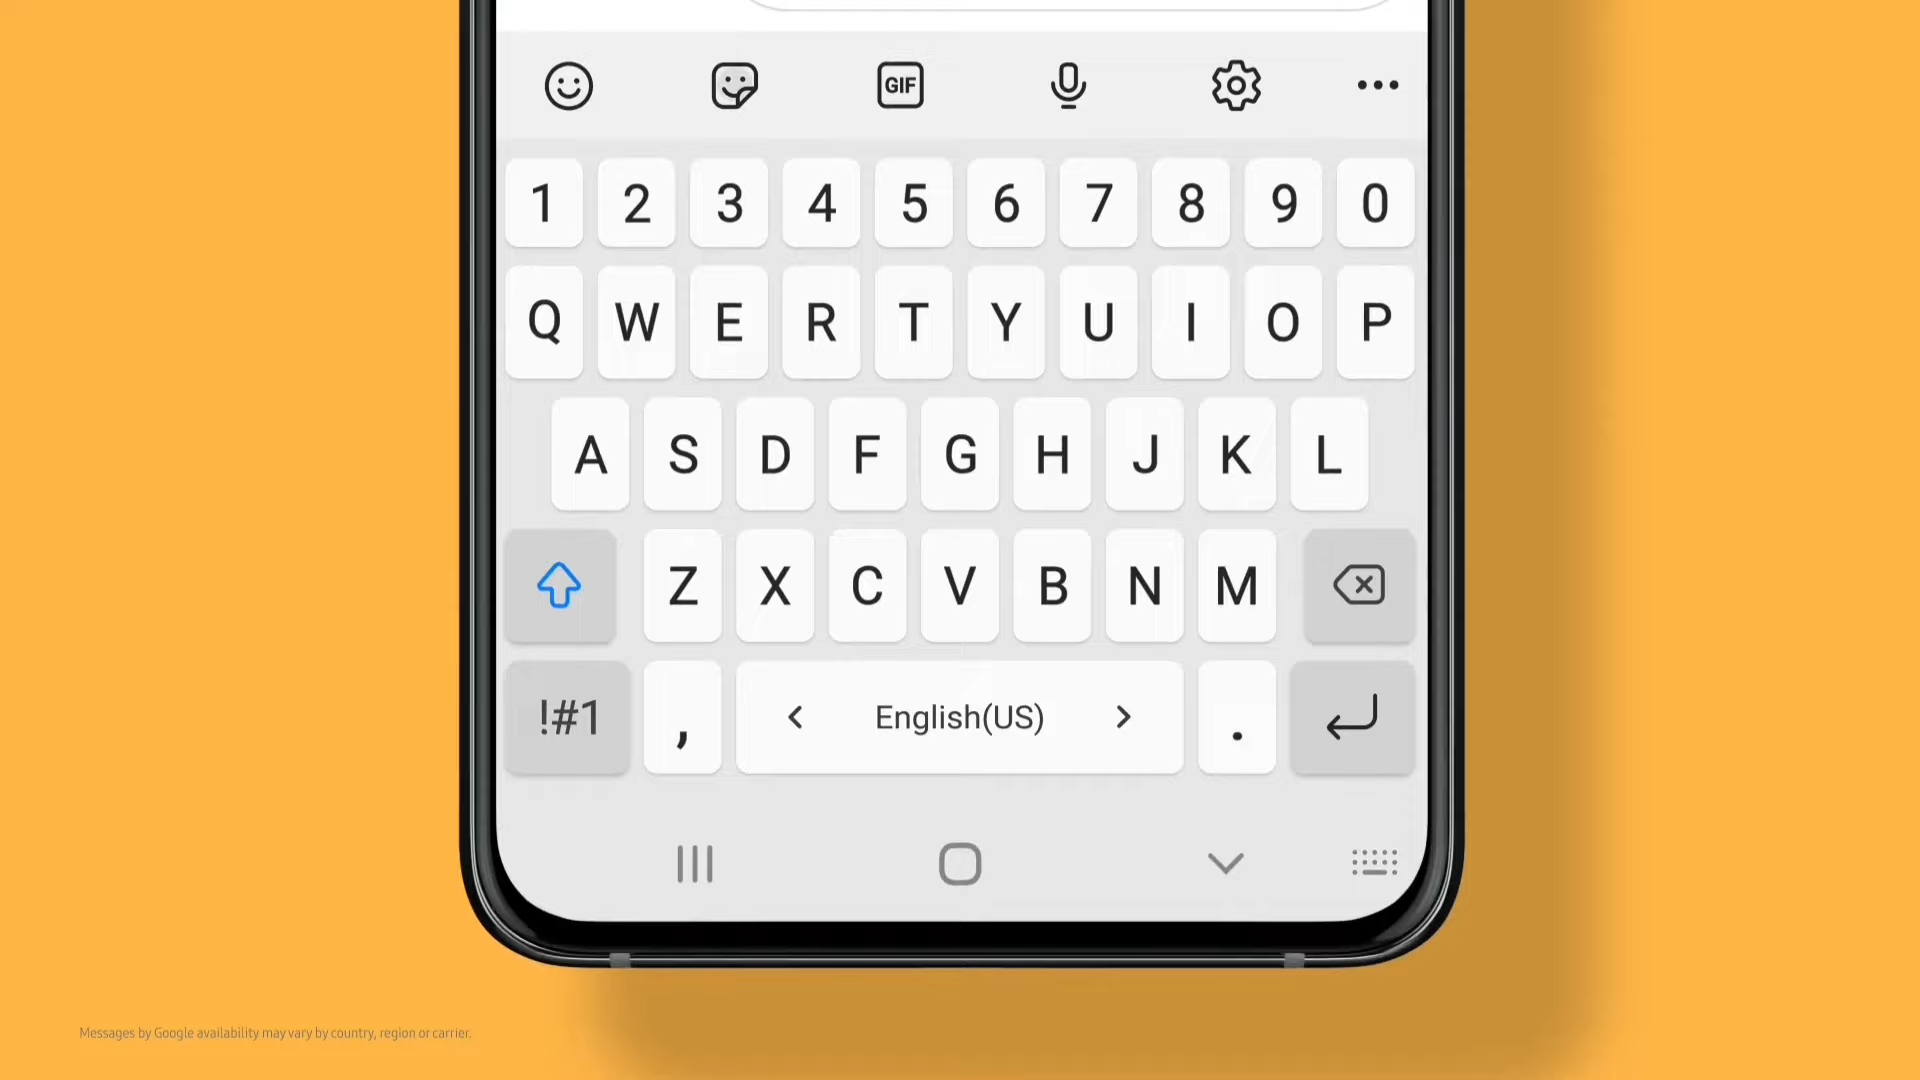 GIF
1 2 3 4 5 6 7 8 9 0
Q W E R T Y U I O P
A S D F G H J K L
Z X C V B N M
!#1 , English(US) .
Messages by Google availability may vary by country, region or carrier.